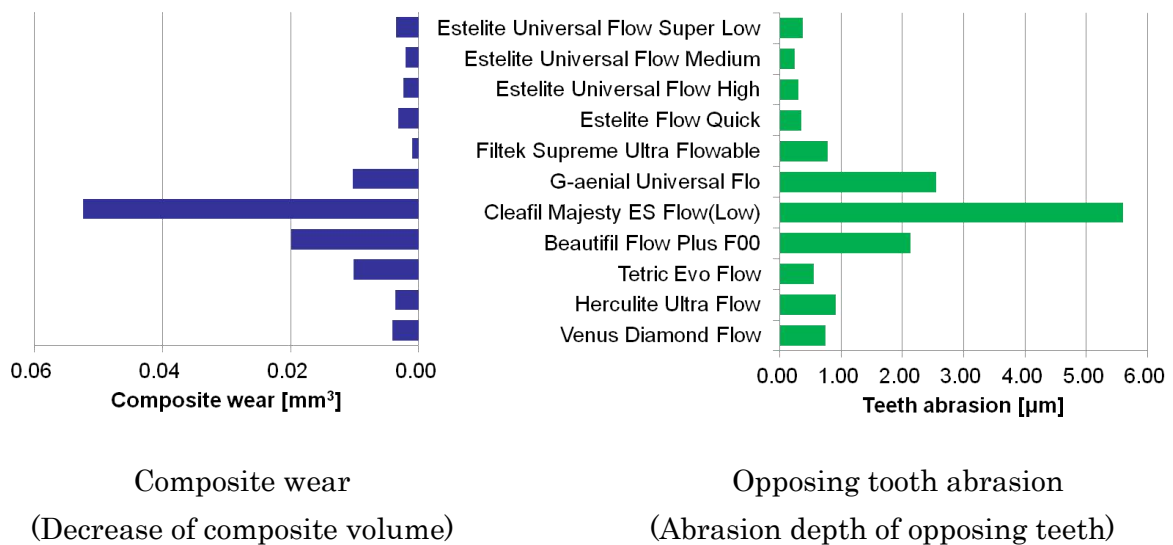 Estelite Universal Flow Super Low
Estelite Universal Flow Medium
Estelite Universal Flow High
Estelite Flow Quick
Filtek Supreme Ultra Flowable
G-aenial Universal Flo
Cleafil Majesty ES Flow(Low)
Beautifil Flow Plus F00
Tetric Evo Flow
Herculite Ultra Flow
Venus Diamond Flow
0.06 0.04 0.02 0.00
Composite wear [mm³]
0.00 1.00 2.00 3.00 4.00 5.00 6.00
Teeth abrasion [µm]
Composite wear
(Decrease of composite volume)
Opposing tooth abrasion
(Abrasion depth of opposing teeth)